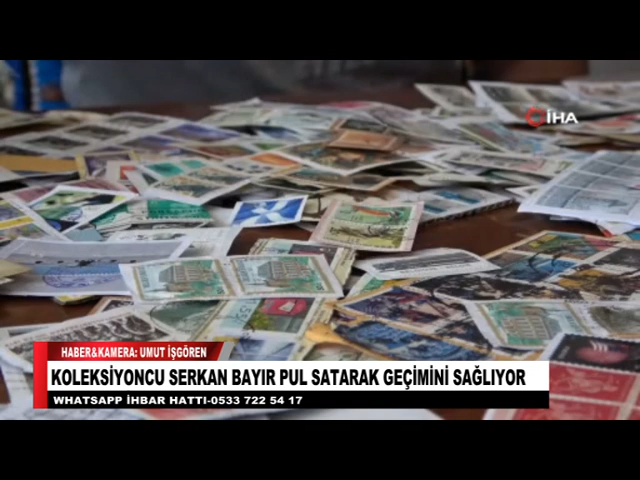 İHA
HABER&KAMERA: UMUT İŞGÖREN
KOLEKSİYONCU SERKAN BAYIR PUL SATARAK GEÇİMİNİ SAĞLIYOR
WHATSAPP İHBAR HATTI-0533 722 54 17